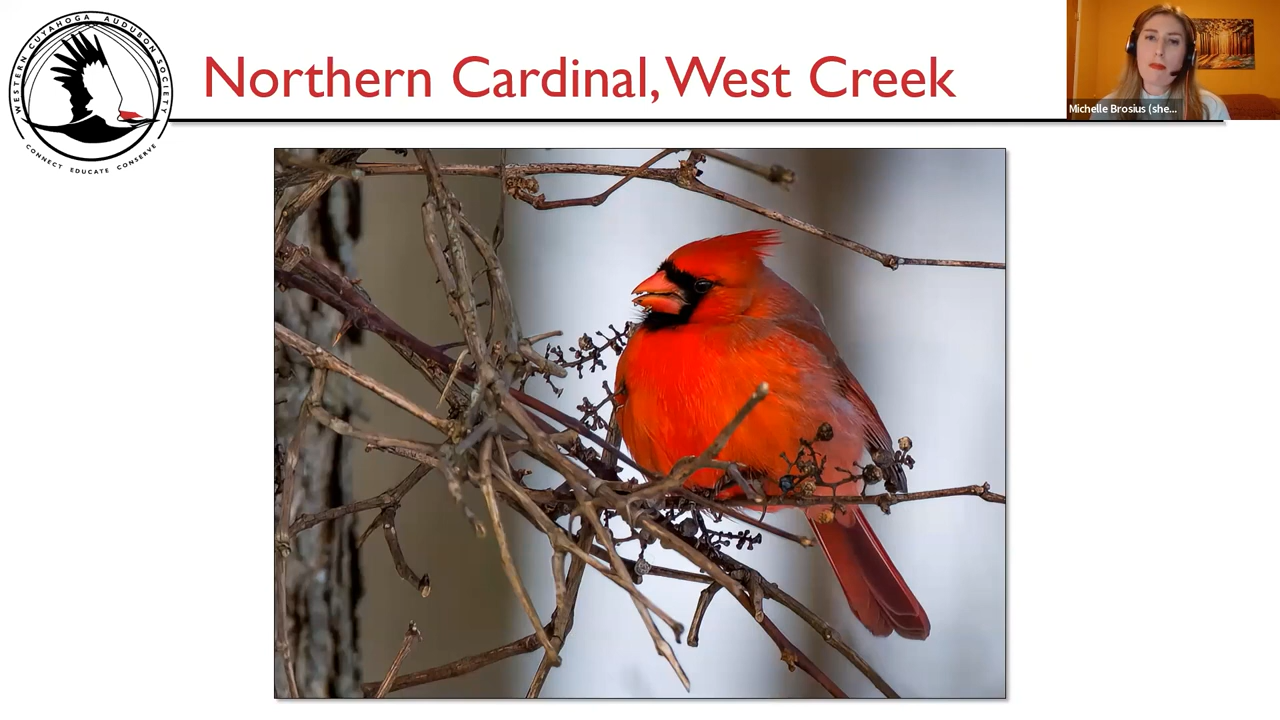 WESTERN CUYAHOGA AUDUBON SOCIETY
CONNECT EDUCATE CONSERVE
Northern Cardinal, West Creek
Michelle Brosius (she...